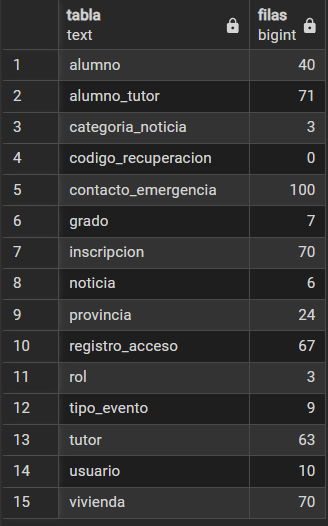 tabla filas
text bigint
1 alumno 40
2 alumno_tutor 71
3 categoria_noticia 3
4 codigo_recuperacion 0
5 contacto_emergencia 100
6 grado 7
7 inscripcion 70
8 noticia 6
9 provincia 24
10 registro_acceso 67
11 rol 3
12 tipo_evento 9
13 tutor 63
14 usuario 10
15 vivienda 70